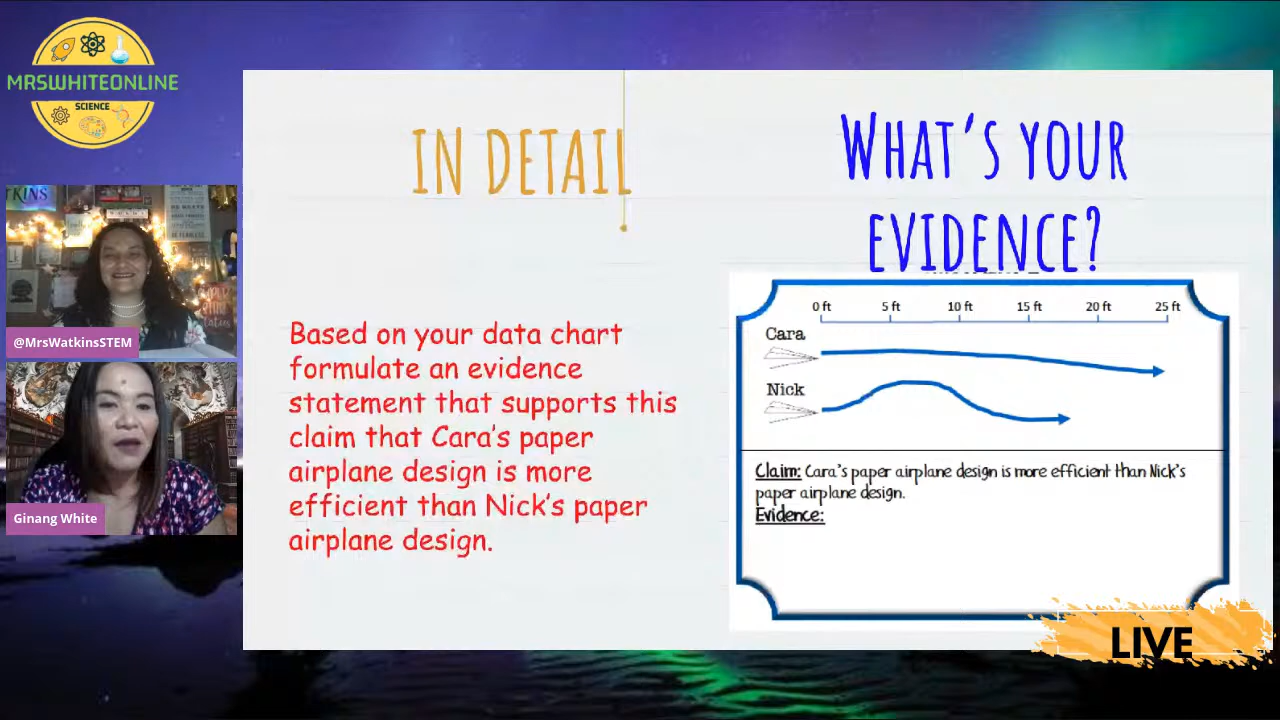 MRSWHITEONLINE
SCIENCE
IN DETAIL
Based on your data chart
formulate an evidence
statement that supports this
claim that Cara's paper
airplane design is more
efficient than Nick's paper
airplane design.
WHAT'S YOUR
EVIDENCE?
0 ft 5 ft 10 ft 15 ft 20 ft 25 ft
Cara
Nick
Claim: Cara's paper airplane design is more efficient than Nick's
paper airplane design.
Evidence:
@MrsWatkinsSTEM
Ginang White
LIVE